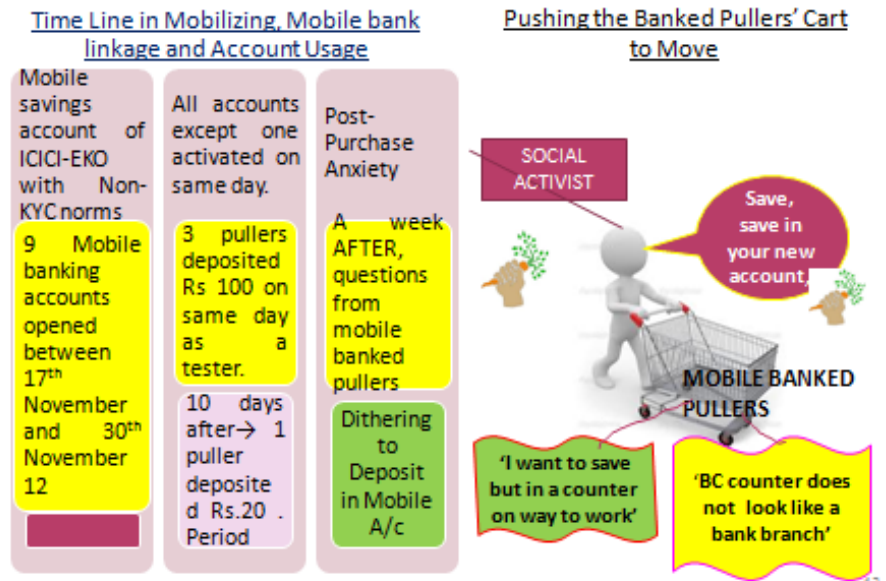 Time Line in Mobilizing, Mobile bank
linkage and Account Usage
Mobile
savings
account of
ICICI-EKO
with Non-
KYC norms
9 Mobile
banking
accounts
opened
between
17th
November
and 30th
November
12
All accounts
except one
activated on
same day.
3 pullers
deposited
Rs 100 on
same day
as a
tester.
10 days
after→ 1
puller
deposite
d Rs.20 .
Period
Post-
Purchase
Anxiety
A week
AFTER,
questions
from
mobile
banked
pullers
Dithering
to
Deposit
in Mobile
A/c
Pushing the Banked Pullers' Cart
to Move
SOCIAL
ACTIVIST
Save,
save in
your new
account,
MOBILE BANKED
PULLERS
'I want to save
but in a counter
on way to work'
'BC counter does
not look like a
bank branch'